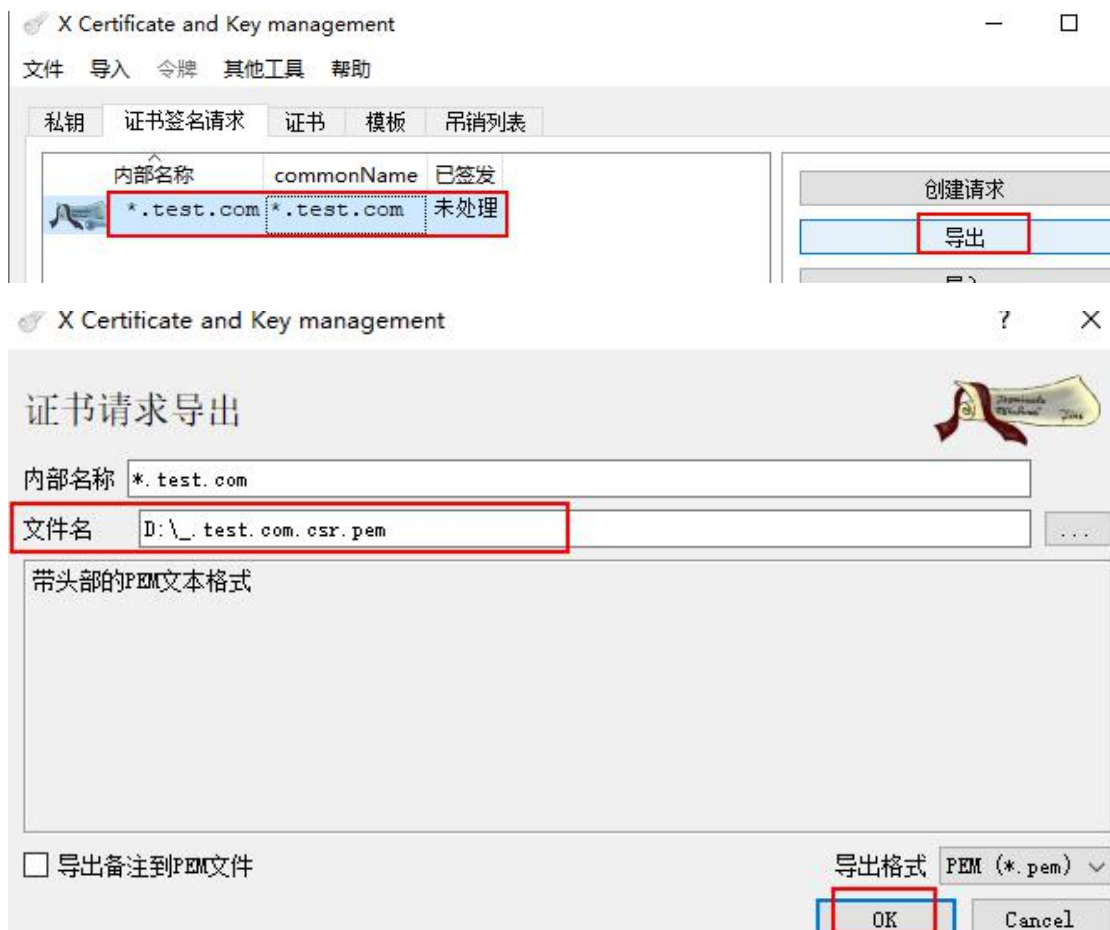 X Certificate and Key management
文件 导入 令牌 其他工具 帮助
私钥 证书签名请求 证书 模板 吊销列表
内部名称 commonName 已签发
*.test.com *.test.com 未处理
创建请求
导出
X Certificate and Key management
证书请求导出
内部名称 *.test.com
文件名 D:\_.test.com.csr.pem
...
带头部的PEM文本格式
导出备注到PEM文件
导出格式 PEM (*.pem)
OK Cancel